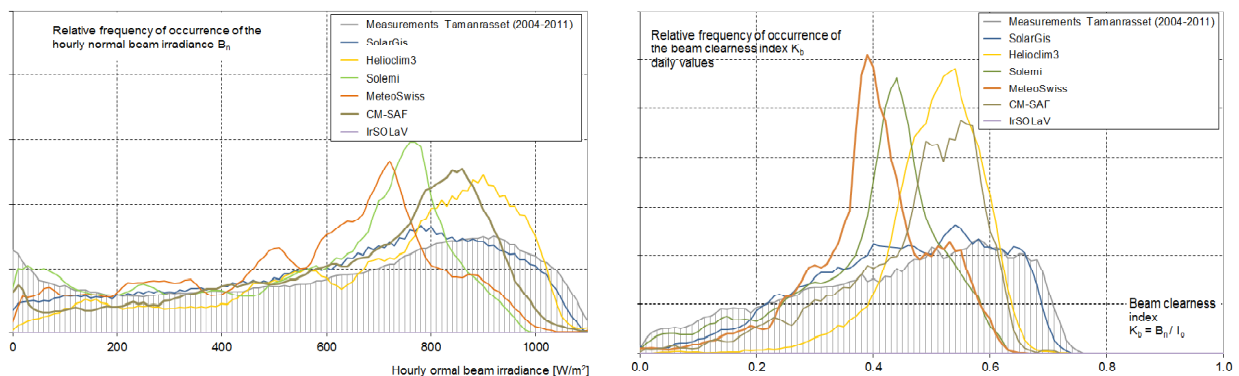 Relative frequency of occurrence of the
hourly normal beam irradiance Bn
Measurements Tamanrasset (2004-2011)
SolarGis
Helioclim3
Solemi
MeteoSwiss
CM-SAF
IrSOLaV
0
200
400
600
800
1000
Hourly ormal beam irradiance [W/m²]
Relative frequency of occurrence of
the beam clearness index Kb
daily values
Measurements Tamanrasset (2004-2011)
SolarGis
Helioclim3
Solemi
MeteoSwiss
CM-SAF
IrSOLaV
Beam clearness
index
Kb = Bn / I0
0.0
0.2
0.4
0.6
0.8
1.0